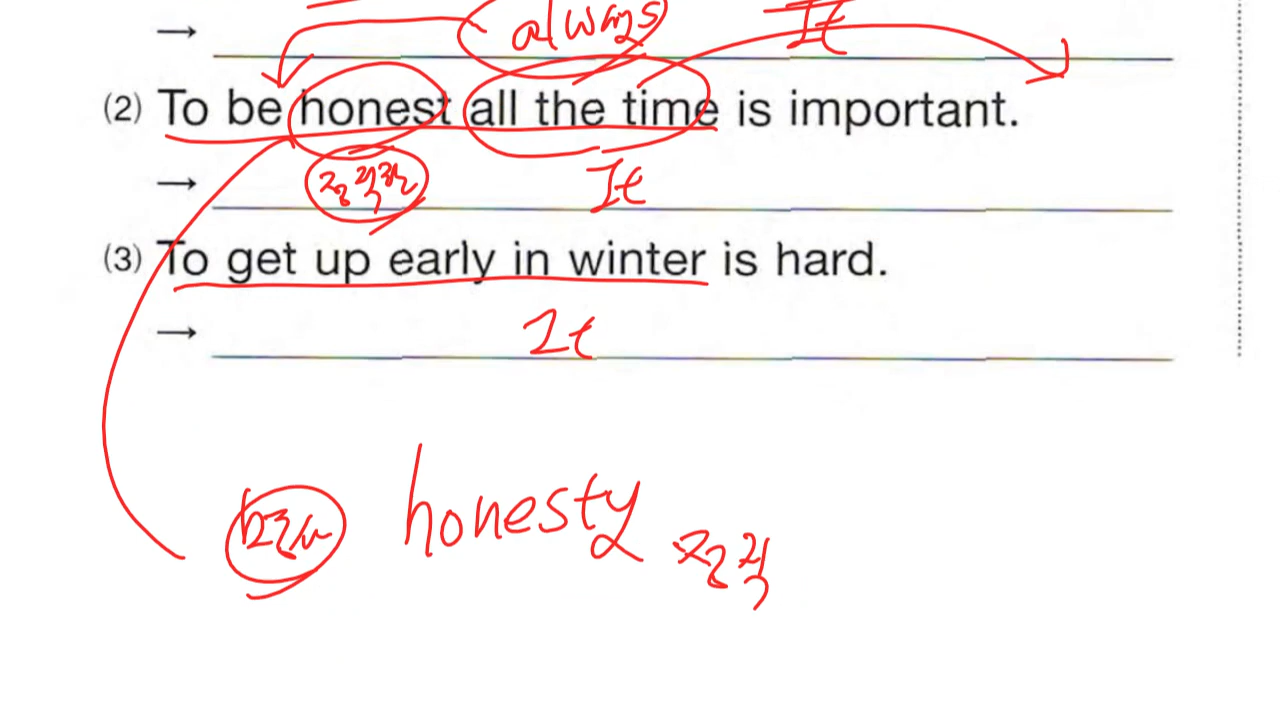 → always It
(2) To be honest all the time is important.
→ 정직한 It
(3) To get up early in winter is hard.
→ It
명사 honesty 정직